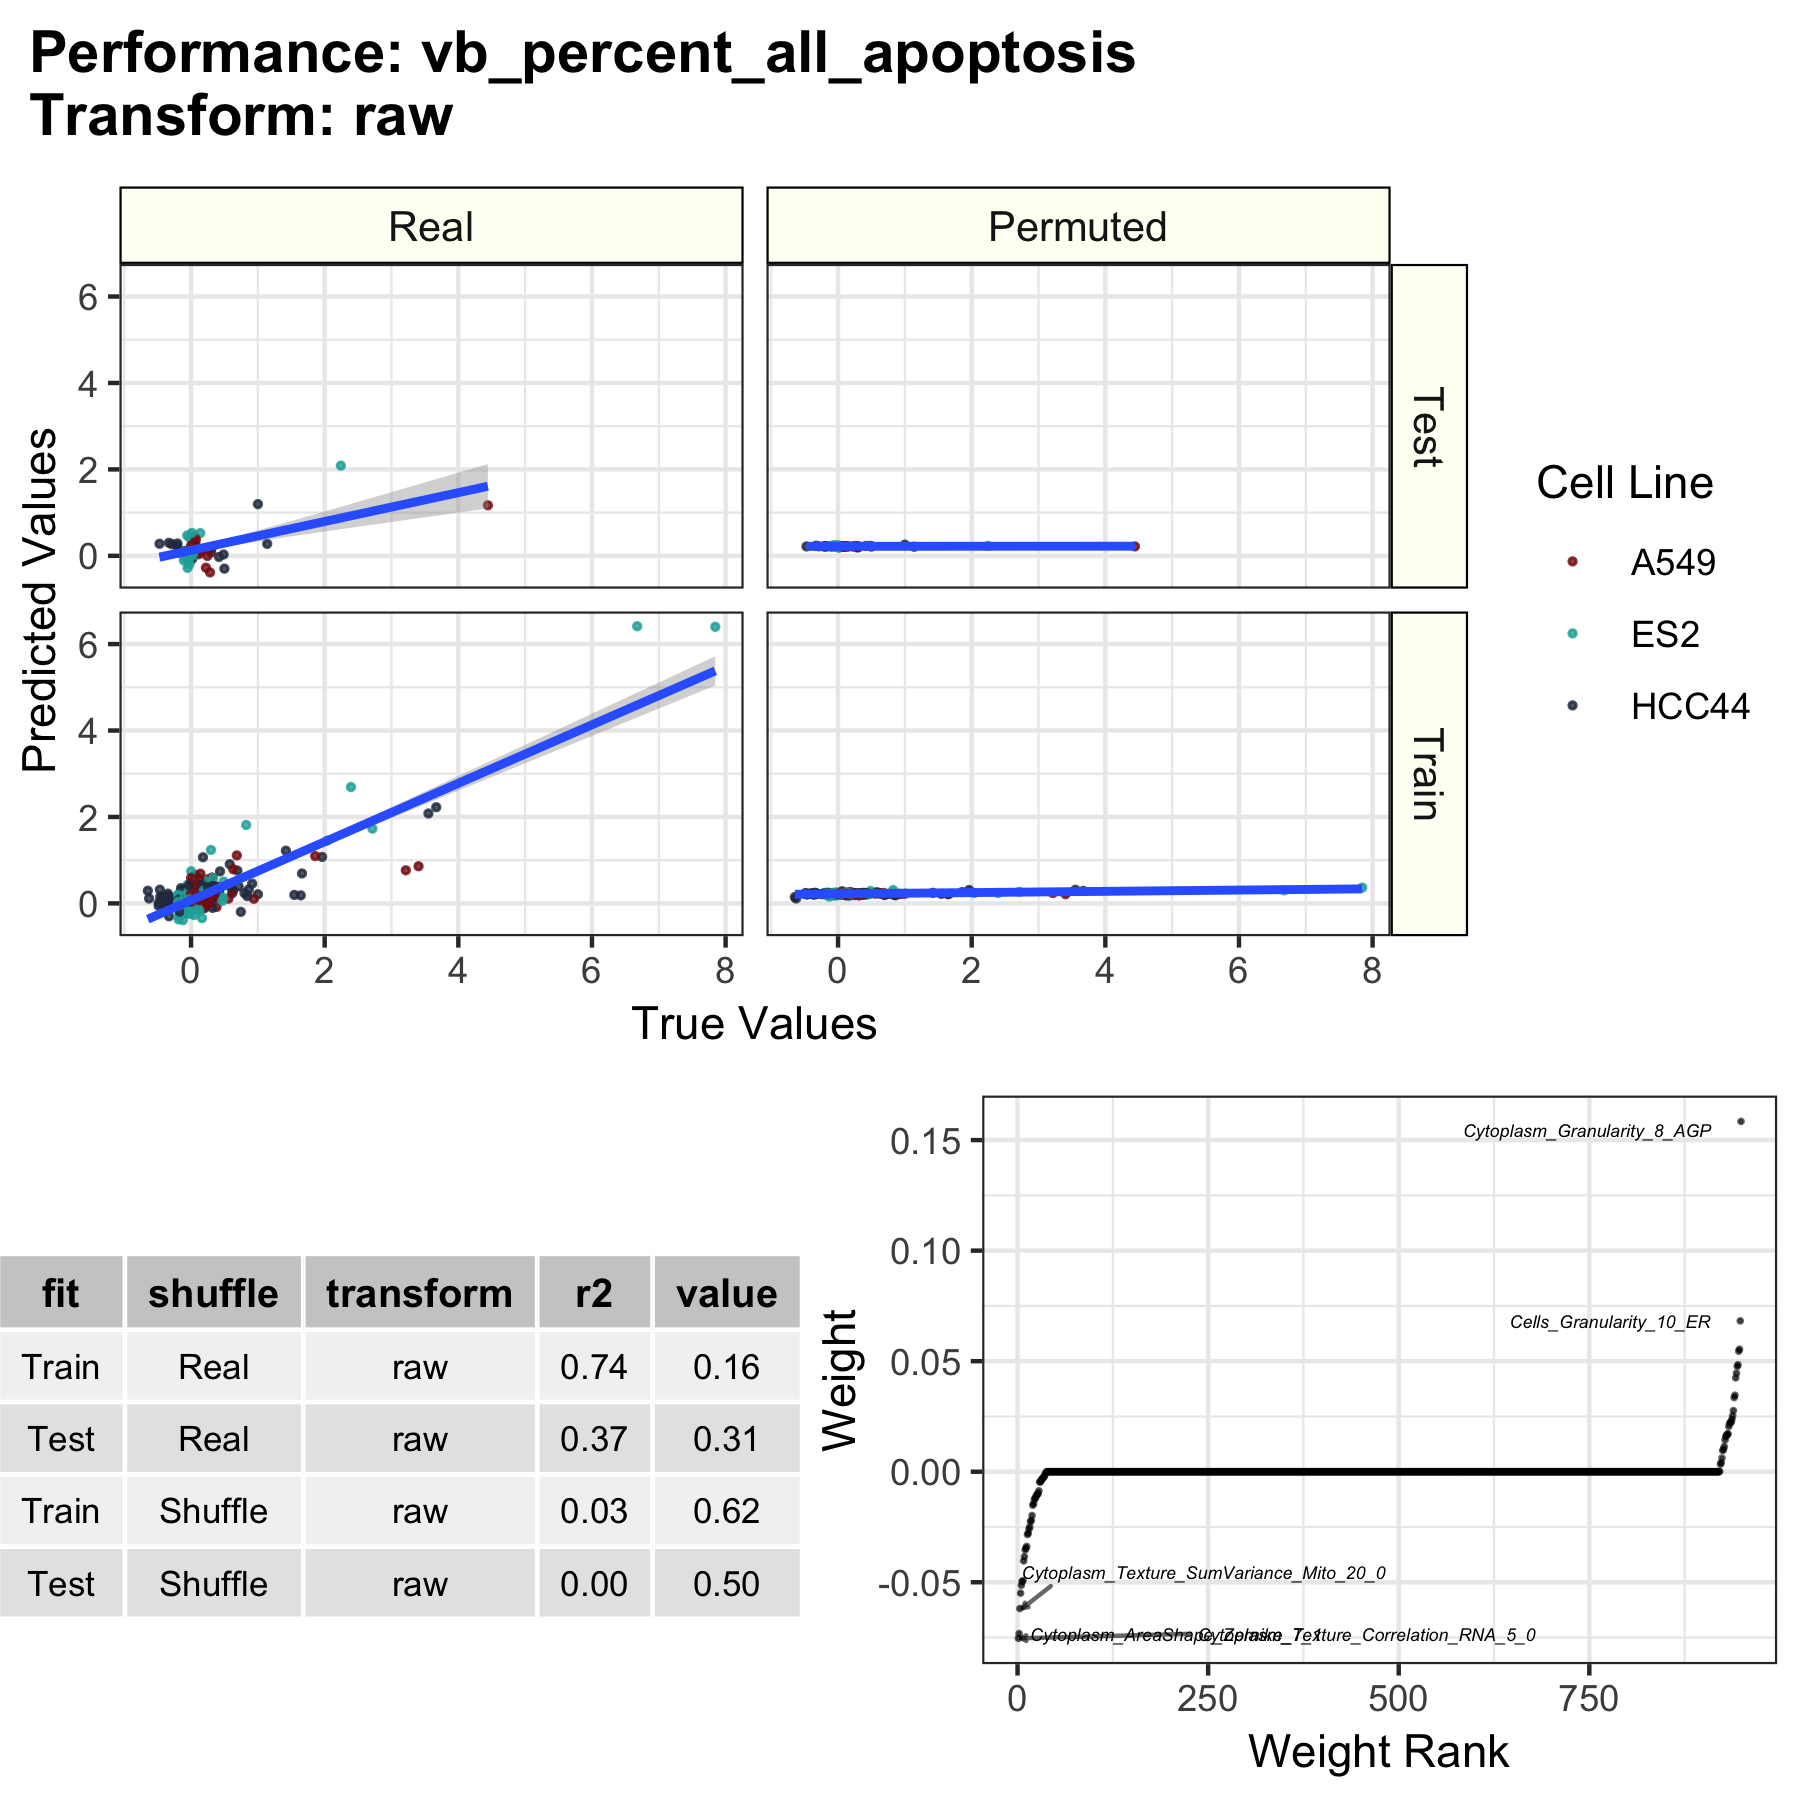 Performance: vb_percent_all_apoptosis
Transform: raw
Real
Permuted
6
4
2
0
Test
6
4
2
0
Train
Predicted Values
0 2 4 6 8
0 2 4 6 8
True Values
Cell Line
A549
ES2
HCC44
fit shuffle transform r2 value
Train Real raw 0.74 0.16
Test Real raw 0.37 0.31
Train Shuffle raw 0.03 0.62
Test Shuffle raw 0.00 0.50
Weight
0.15
0.10
0.05
0.00
-0.05
Cytoplasm_Granularity_8_AGP
Cells_Granularity_10_ER
Cytoplasm_Texture_SumVariance_Mito_20_0
Cytoplasm_AreaShape_Zernike_7_1
Cytoplasm_Texture_Correlation_RNA_5_0
0 250 500 750
Weight Rank